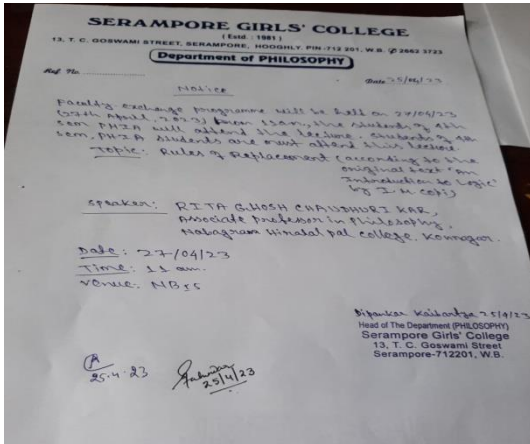 SERAMPORE GIRLS' COLLEGE
( Estd. : 1981 )
13, T. C. GOSWAMI STREET, SERAMPORE, HOOGHLY, PIN-712 201, W.B. ✆ 2662 3723
Department of PHILOSOPHY
Ref. No. ....................
Date 25/04/23
Notice
Faculty exchange programme will be held on 27/04/23
(27th April, 2023) from 11am, the students of 4th
sem PHIA will attend the lecture. Students of 4th
sem, PHIA students are must attend this lecture.
Topic: Rules of Replacement (according to the
original text 'An
Introduction to Logic'
by I. M Copi)
Speaker: RITA GHOSH CHAUDHURI KAR,
Associate professor in Philosophy,
Nabagram Hiralal Pal College, Konnagar.
Date: 27/04/23
Time: 11 am.
Venue: NB
Dipankar Kaibartya 25/4/23
Head of The Department (PHILOSOPHY)
Serampore Girls' College
13, T. C. Goswami Street
Serampore-712201, W.B.
25.4.23
25/4/23